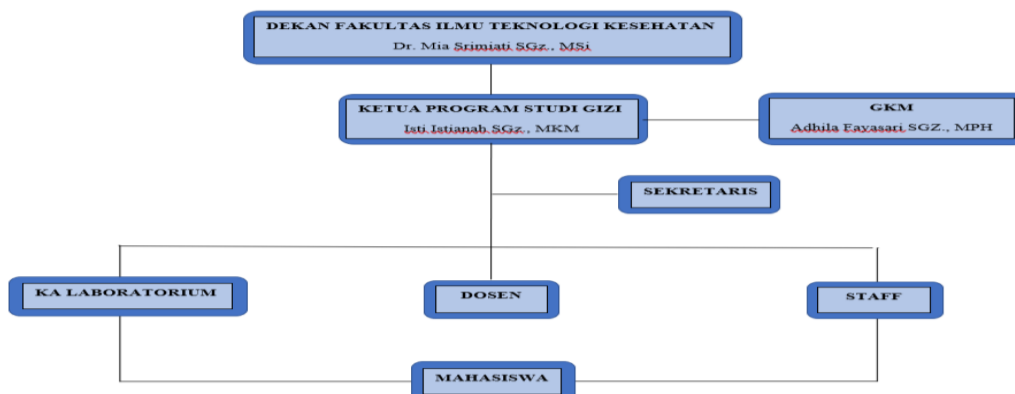 DEKAN FAKULTAS ILMU TEKNOLOGI KESEHATAN
Dr. Mia Srimiati SGz., MSi
KETUA PROGRAM STUDI GIZI
Isti Istianah SGz., MKM
GKM
Adhila Fayasari SGZ., MPH
SEKRETARIS
KA LABORATORIUM
DOSEN
STAFF
MAHASISWA